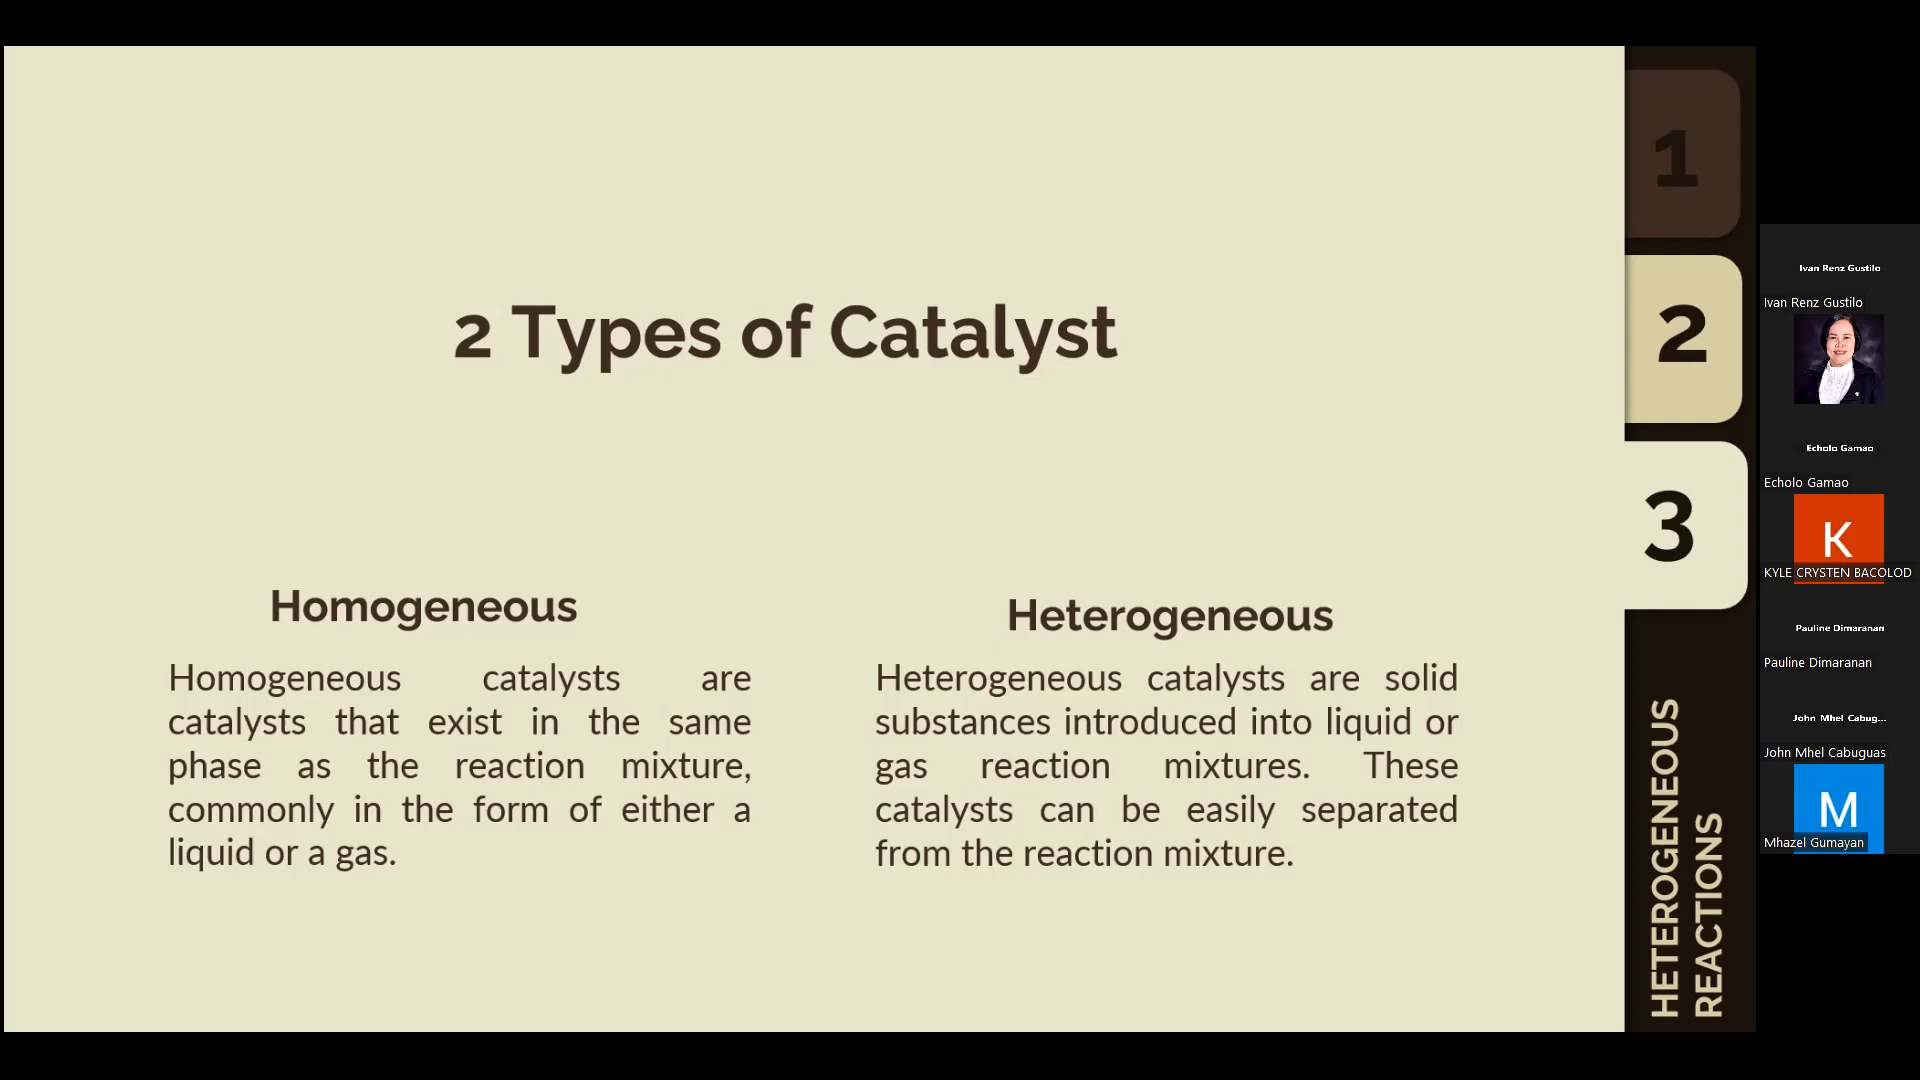 2 Types of Catalyst
Homogeneous
Homogeneous catalysts are
catalysts that exist in the same
phase as the reaction mixture,
commonly in the form of either a
liquid or a gas.
Heterogeneous
Heterogeneous catalysts are solid
substances introduced into liquid or
gas reaction mixtures. These
catalysts can be easily separated
from the reaction mixture.
1
2
3
HETEROGENEOUS
REACTIONS
Ivan Renz Gustilo
Ivan Renz Gustilo
Echolo Gamao
Echolo Gamao
K
KYLE CRYSTEN BACOLOD
Pauline Dimaranan
Pauline Dimaranan
John Mhel Cabug...
John Mhel Cabuguas
M
Mhazel Gumayan